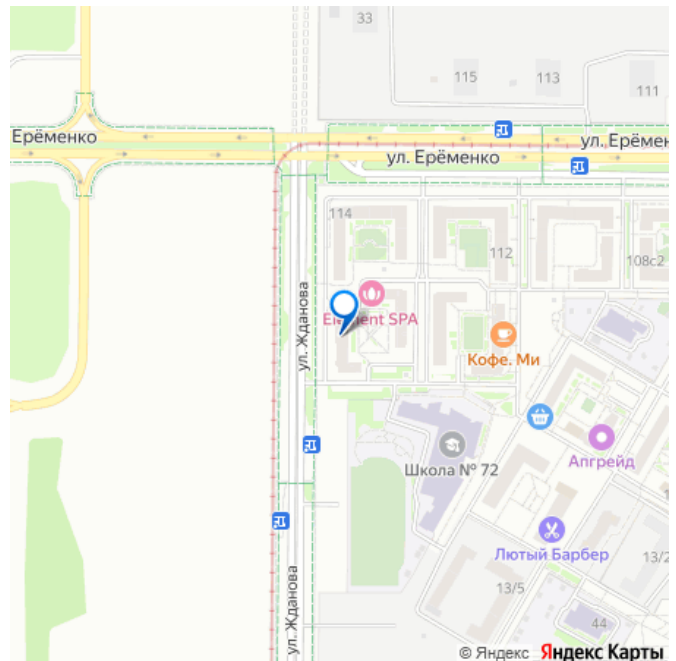 33
115
113
111
Ерёменко
ул. Ерёмен
ул. Ерёменко
114
112
108с2
ул. Жданова
Element SPA
Кофе. Ми
Школа № 72
Апгрейд
Лютый Барбер
13/2
13/5
44
ул. Жданова
© Яндекс Яндекс Карты